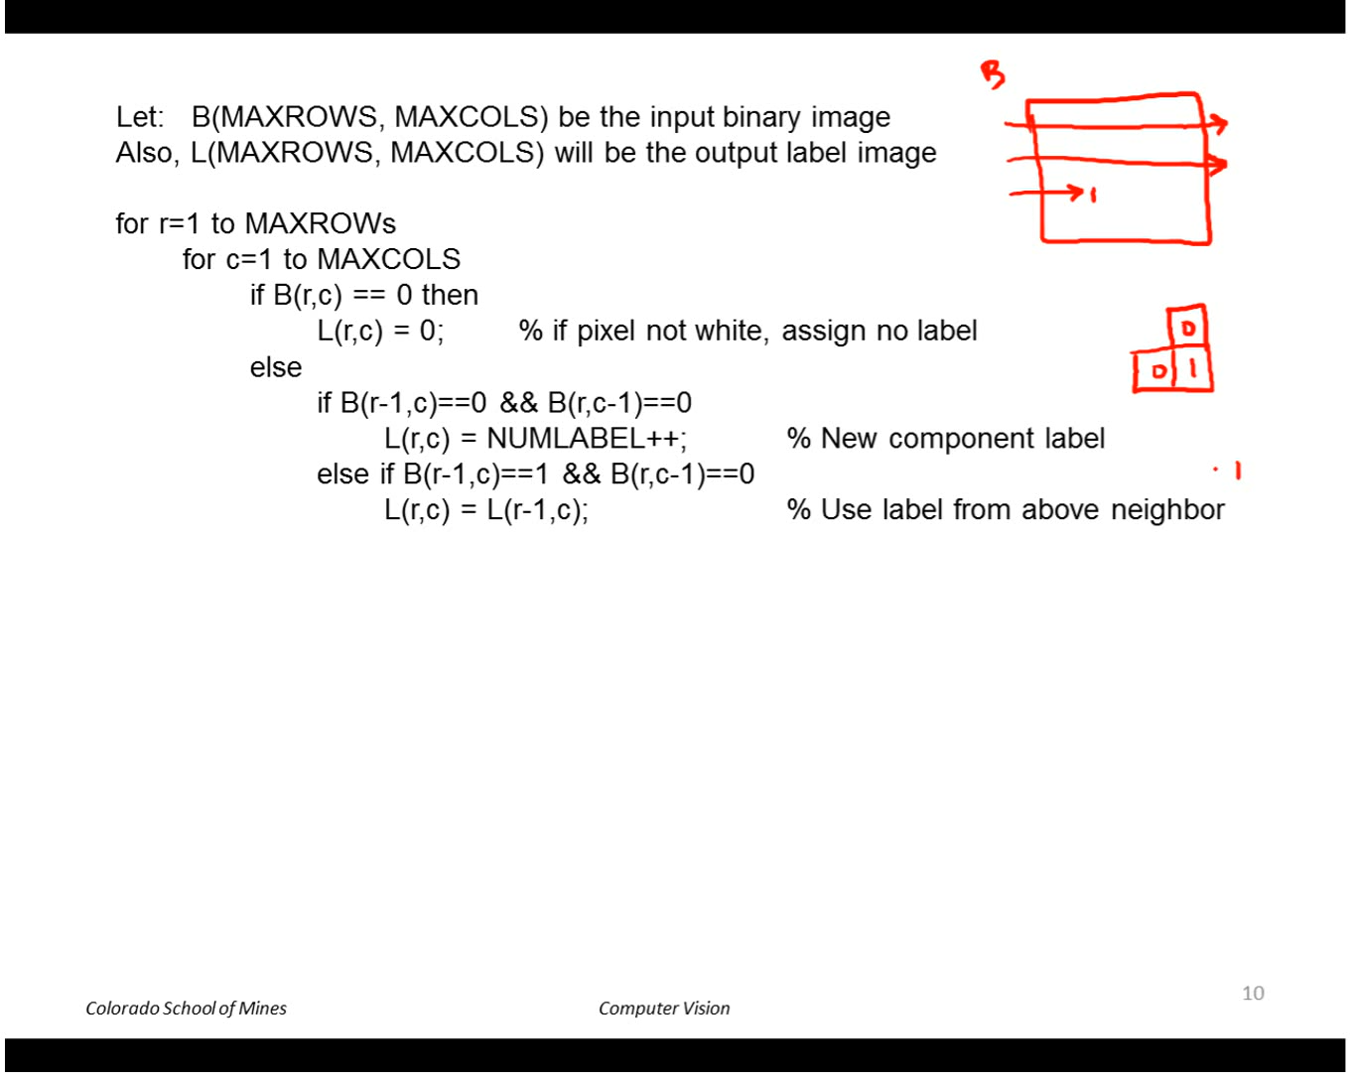 B
Let: B(MAXROWS, MAXCOLS) be the input binary image
Also, L(MAXROWS, MAXCOLS) will be the output label image
1
for r=1 to MAXROWs
for c=1 to MAXCOLS
if B(r,c) == 0 then
L(r,c) = 0; % if pixel not white, assign no label
0
else
0 1
if B(r-1,c)==0 && B(r,c-1)==0
L(r,c) = NUMLABEL++; % New component label
else if B(r-1,c)==1 && B(r,c-1)==0
1
L(r,c) = L(r-1,c); % Use label from above neighbor
10
Colorado School of Mines Computer Vision